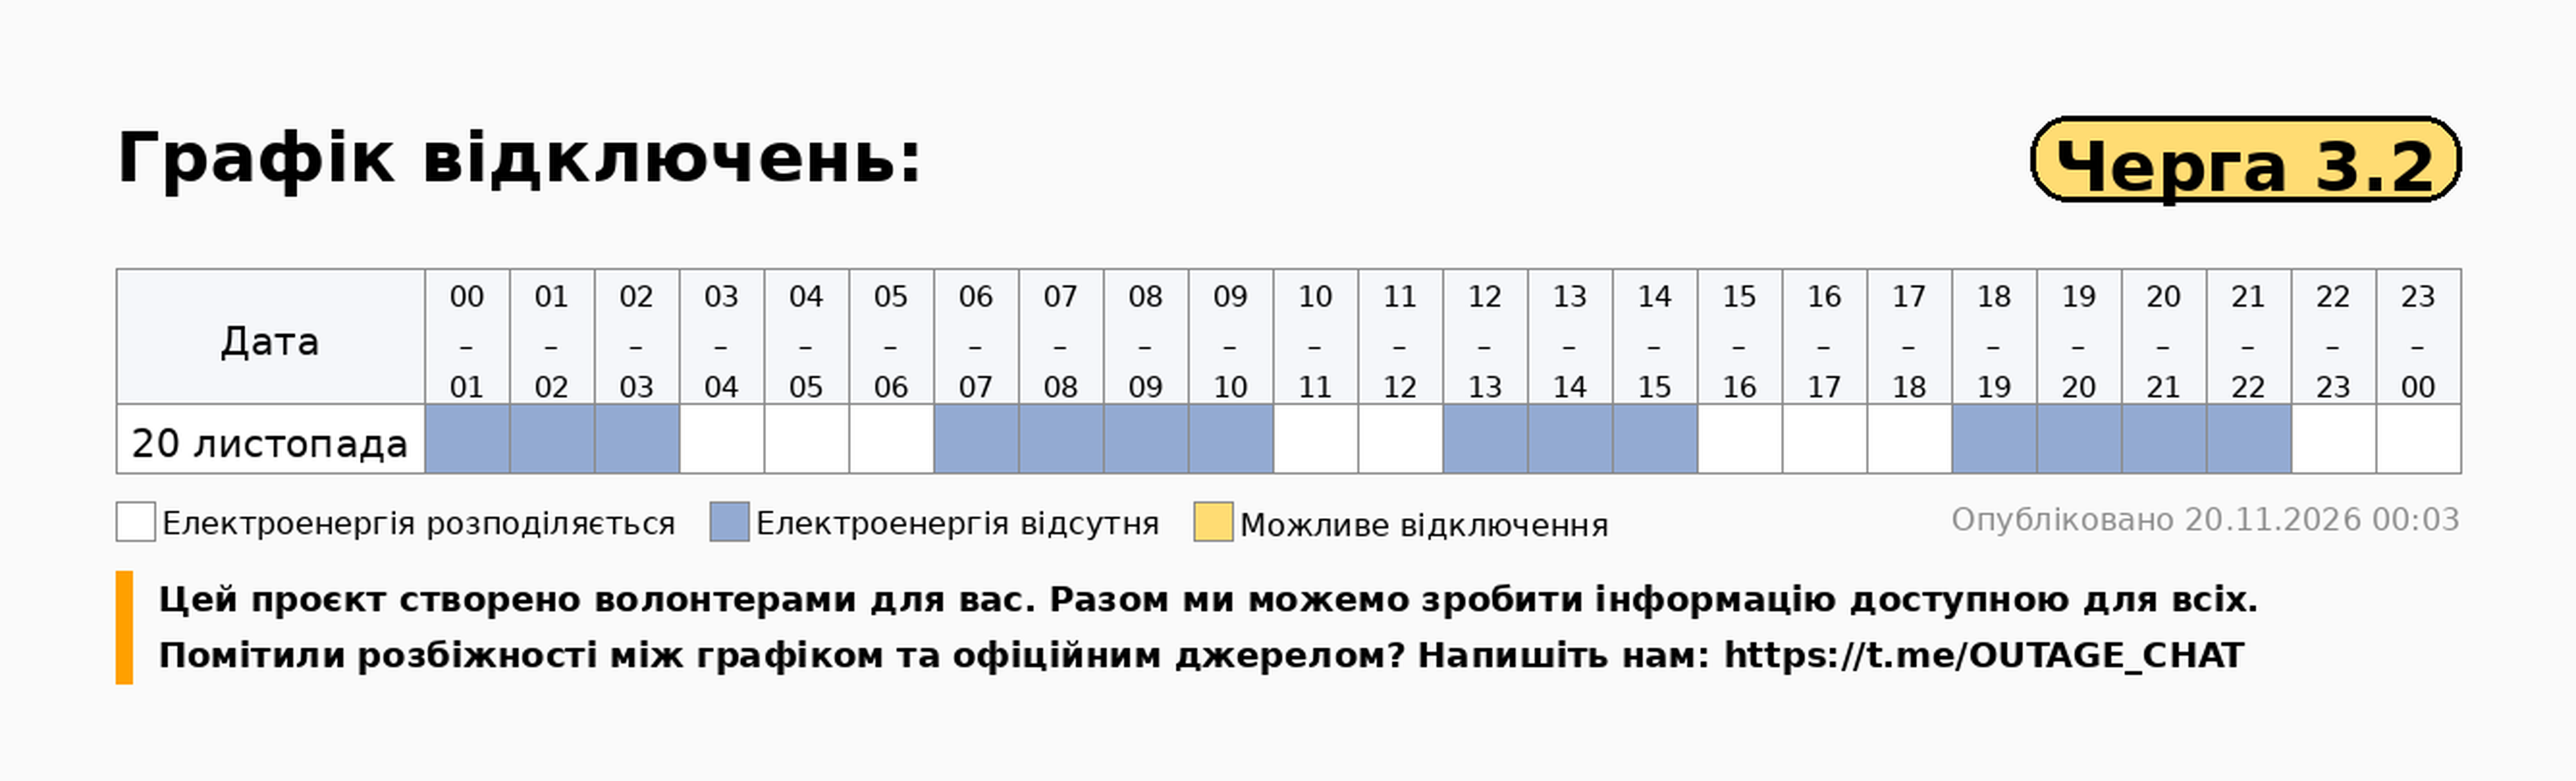 Графік відключень:
Черга 3.2
Дата
00 – 01
01 – 02
02 – 03
03 – 04
04 – 05
05 – 06
06 – 07
07 – 08
08 – 09
09 – 10
10 – 11
11 – 12
12 – 13
13 – 14
14 – 15
15 – 16
16 – 17
17 – 18
18 – 19
19 – 20
20 – 21
21 – 22
22 – 23
23 – 00
20 листопада
Електроенергія розподіляється
Електроенергія відсутня
Можливе відключення
Опубліковано 20.11.2026 00:03
Цей проєкт створено волонтерами для вас. Разом ми можемо зробити інформацію доступною для всіх.
Помітили розбіжності між графіком та офіційним джерелом? Напишіть нам: https://t.me/OUTAGE_CHAT